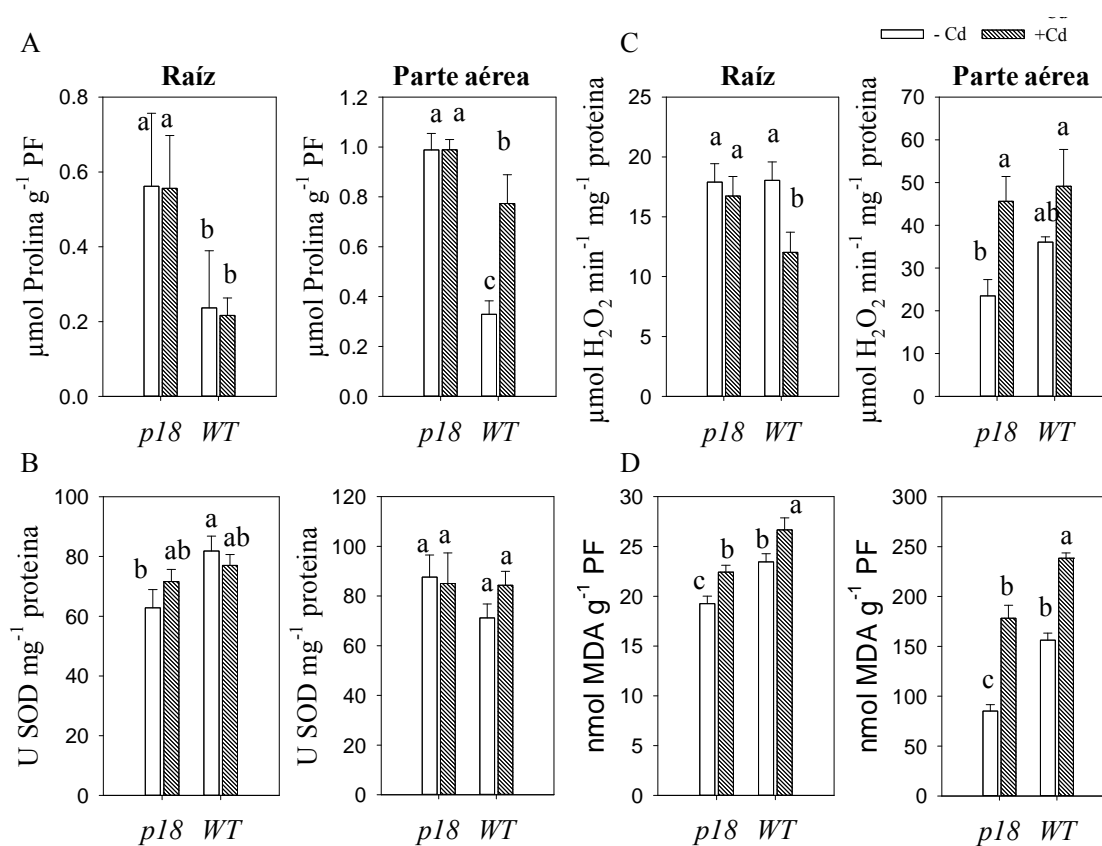 - Cd +Cd
A C
Raíz Parte aérea Raíz Parte aérea
µmol Prolina g-1 PF
0.8
0.6
0.4
0.2
0.0
a a b b
p18 WT
µmol Prolina g-1 PF
1.2
1.0
0.8
0.6
0.4
0.2
0.0
a a c b
p18 WT
µmol H2O2 min-1 mg-1 proteina
25
20
15
10
5
0
a a a b
p18 WT
µmol H2O2 min-1 mg-1 proteina
70
60
50
40
30
20
10
0
b a ab a
p18 WT
B D
U SOD mg-1 proteina
100
80
60
40
20
0
b ab a ab
p18 WT
U SOD mg-1 proteina
120
100
80
60
40
20
0
a a a a
p18 WT
nmol MDA g-1 PF
30
25
20
15
10
5
0
c b b a
p18 WT
nmol MDA g-1 PF
300
250
200
150
100
50
0
c b b a
p18 WT